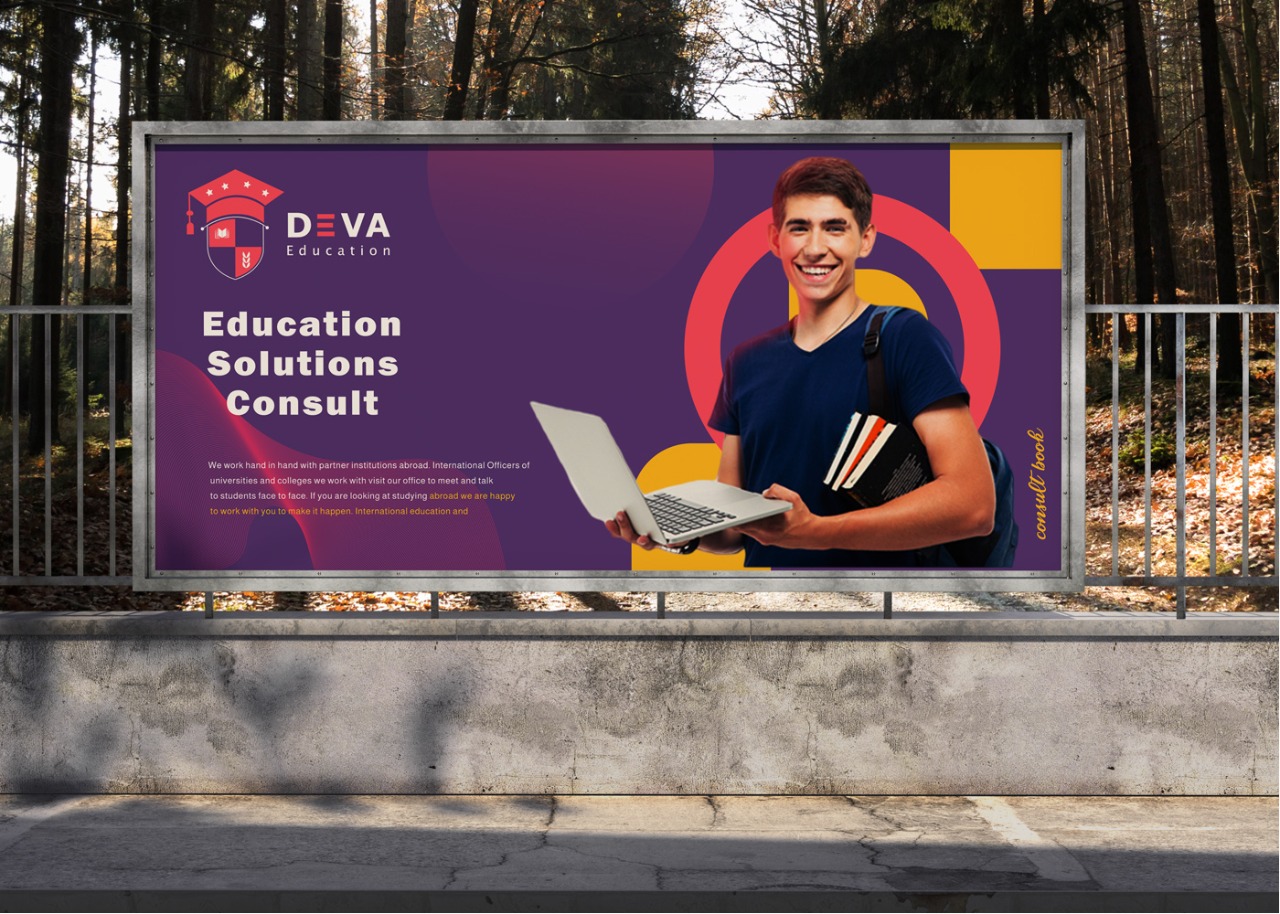 DEVA
Education
Education
Solutions
Consult
We work hand in hand with partner institutions abroad. International Officers of
universities and colleges we work with visit our office to meet and talk
to students face to face. If you are looking at studying abroad we are happy
to work with you to make it happen. International education and
consult book